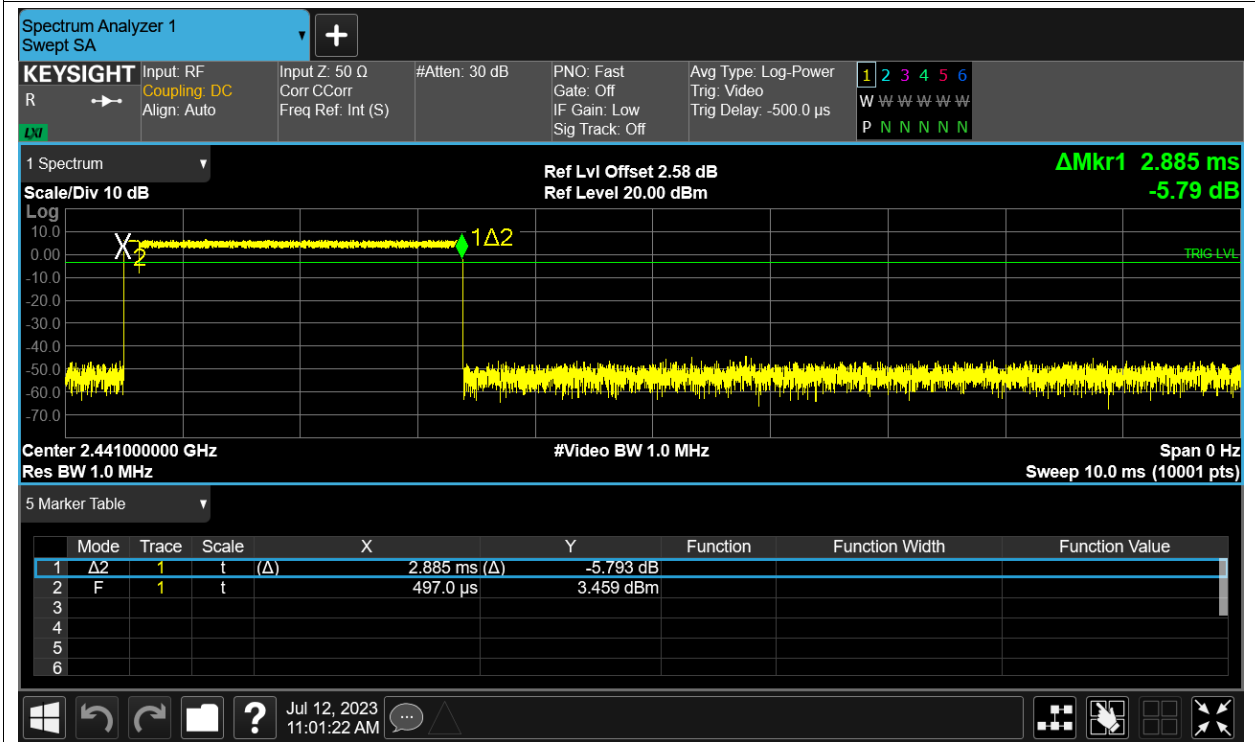 Spectrum Analyzer 1
Swept SA
KEYSIGHT Input: RF Input Z: 50 Ω #Atten: 30 dB PNO: Fast Avg Type: Log-Power 1 2 3 4 5 6
R Coupling: DC Corr CCorr Gate: Off Trig: Video W W W W W W
Align: Auto Freq Ref: Int (S) IF Gain: Low Trig Delay: -500.0 µs
LXI Sig Track: Off P N N N N N
1 Spectrum Ref Lvl Offset 2.58 dB ΔMkr1 2.885 ms
Scale/Div 10 dB Ref Level 20.00 dBm -5.79 dB
Log
10.0 X 2 1Δ2
0.00 TRIG LVL
-10.0
-20.0
-30.0
-40.0
-50.0
-60.0
-70.0
Center 2.441000000 GHz #Video BW 1.0 MHz Span 0 Hz
Res BW 1.0 MHz Sweep 10.0 ms (10001 pts)
5 Marker Table
Mode Trace Scale X Y Function Function Width Function Value
1 Δ2 1 t (Δ) 2.885 ms (Δ) -5.793 dB
2 F 1 t 497.0 µs 3.459 dBm
3
4
5
6
? Jul 12, 2023
11:01:22 AM